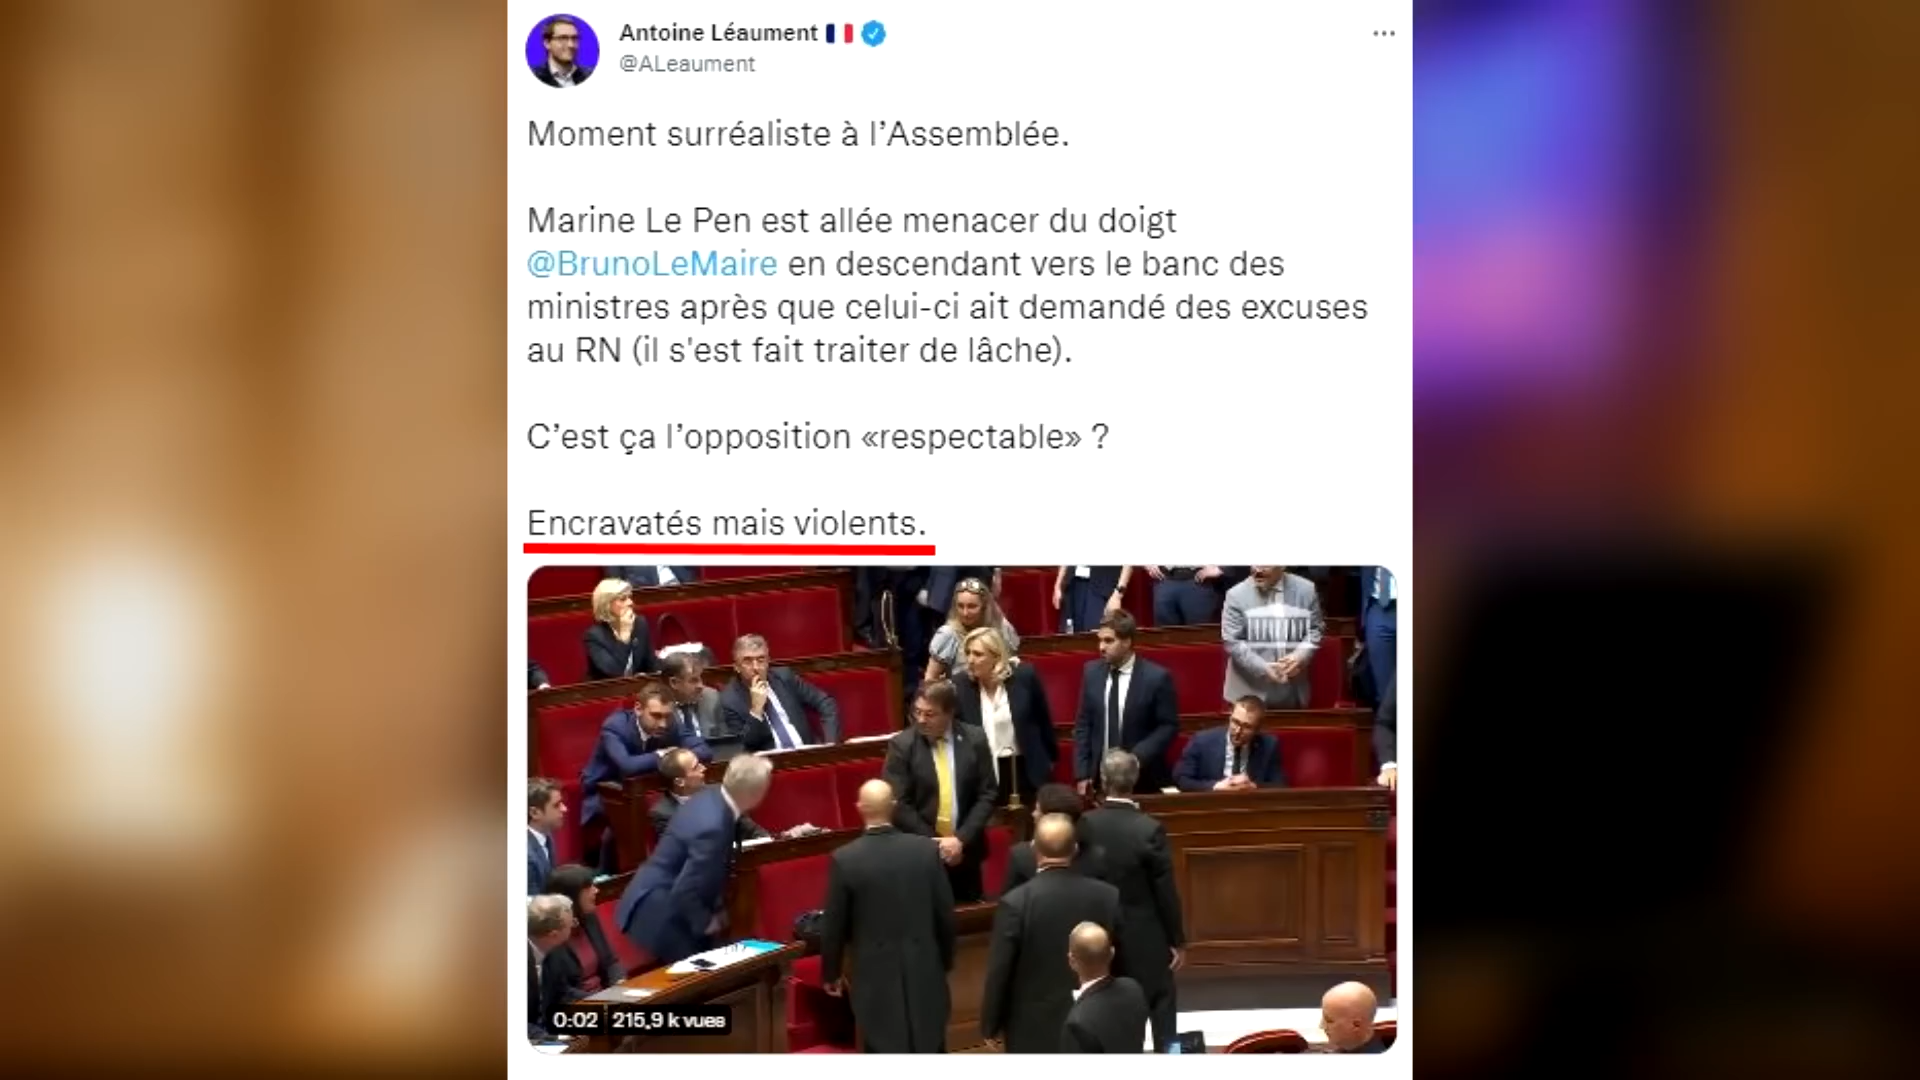 Antoine Léaument
@ALeaument
Moment surréaliste à l’Assemblée.
Marine Le Pen est allée menacer du doigt
@BrunoLeMaire en descendant vers le banc des
ministres après que celui-ci ait demandé des excuses
au RN (il s'est fait traiter de lâche).
C’est ça l’opposition «respectable» ?
Encravatés mais violents.
0:02 215,9 k vues